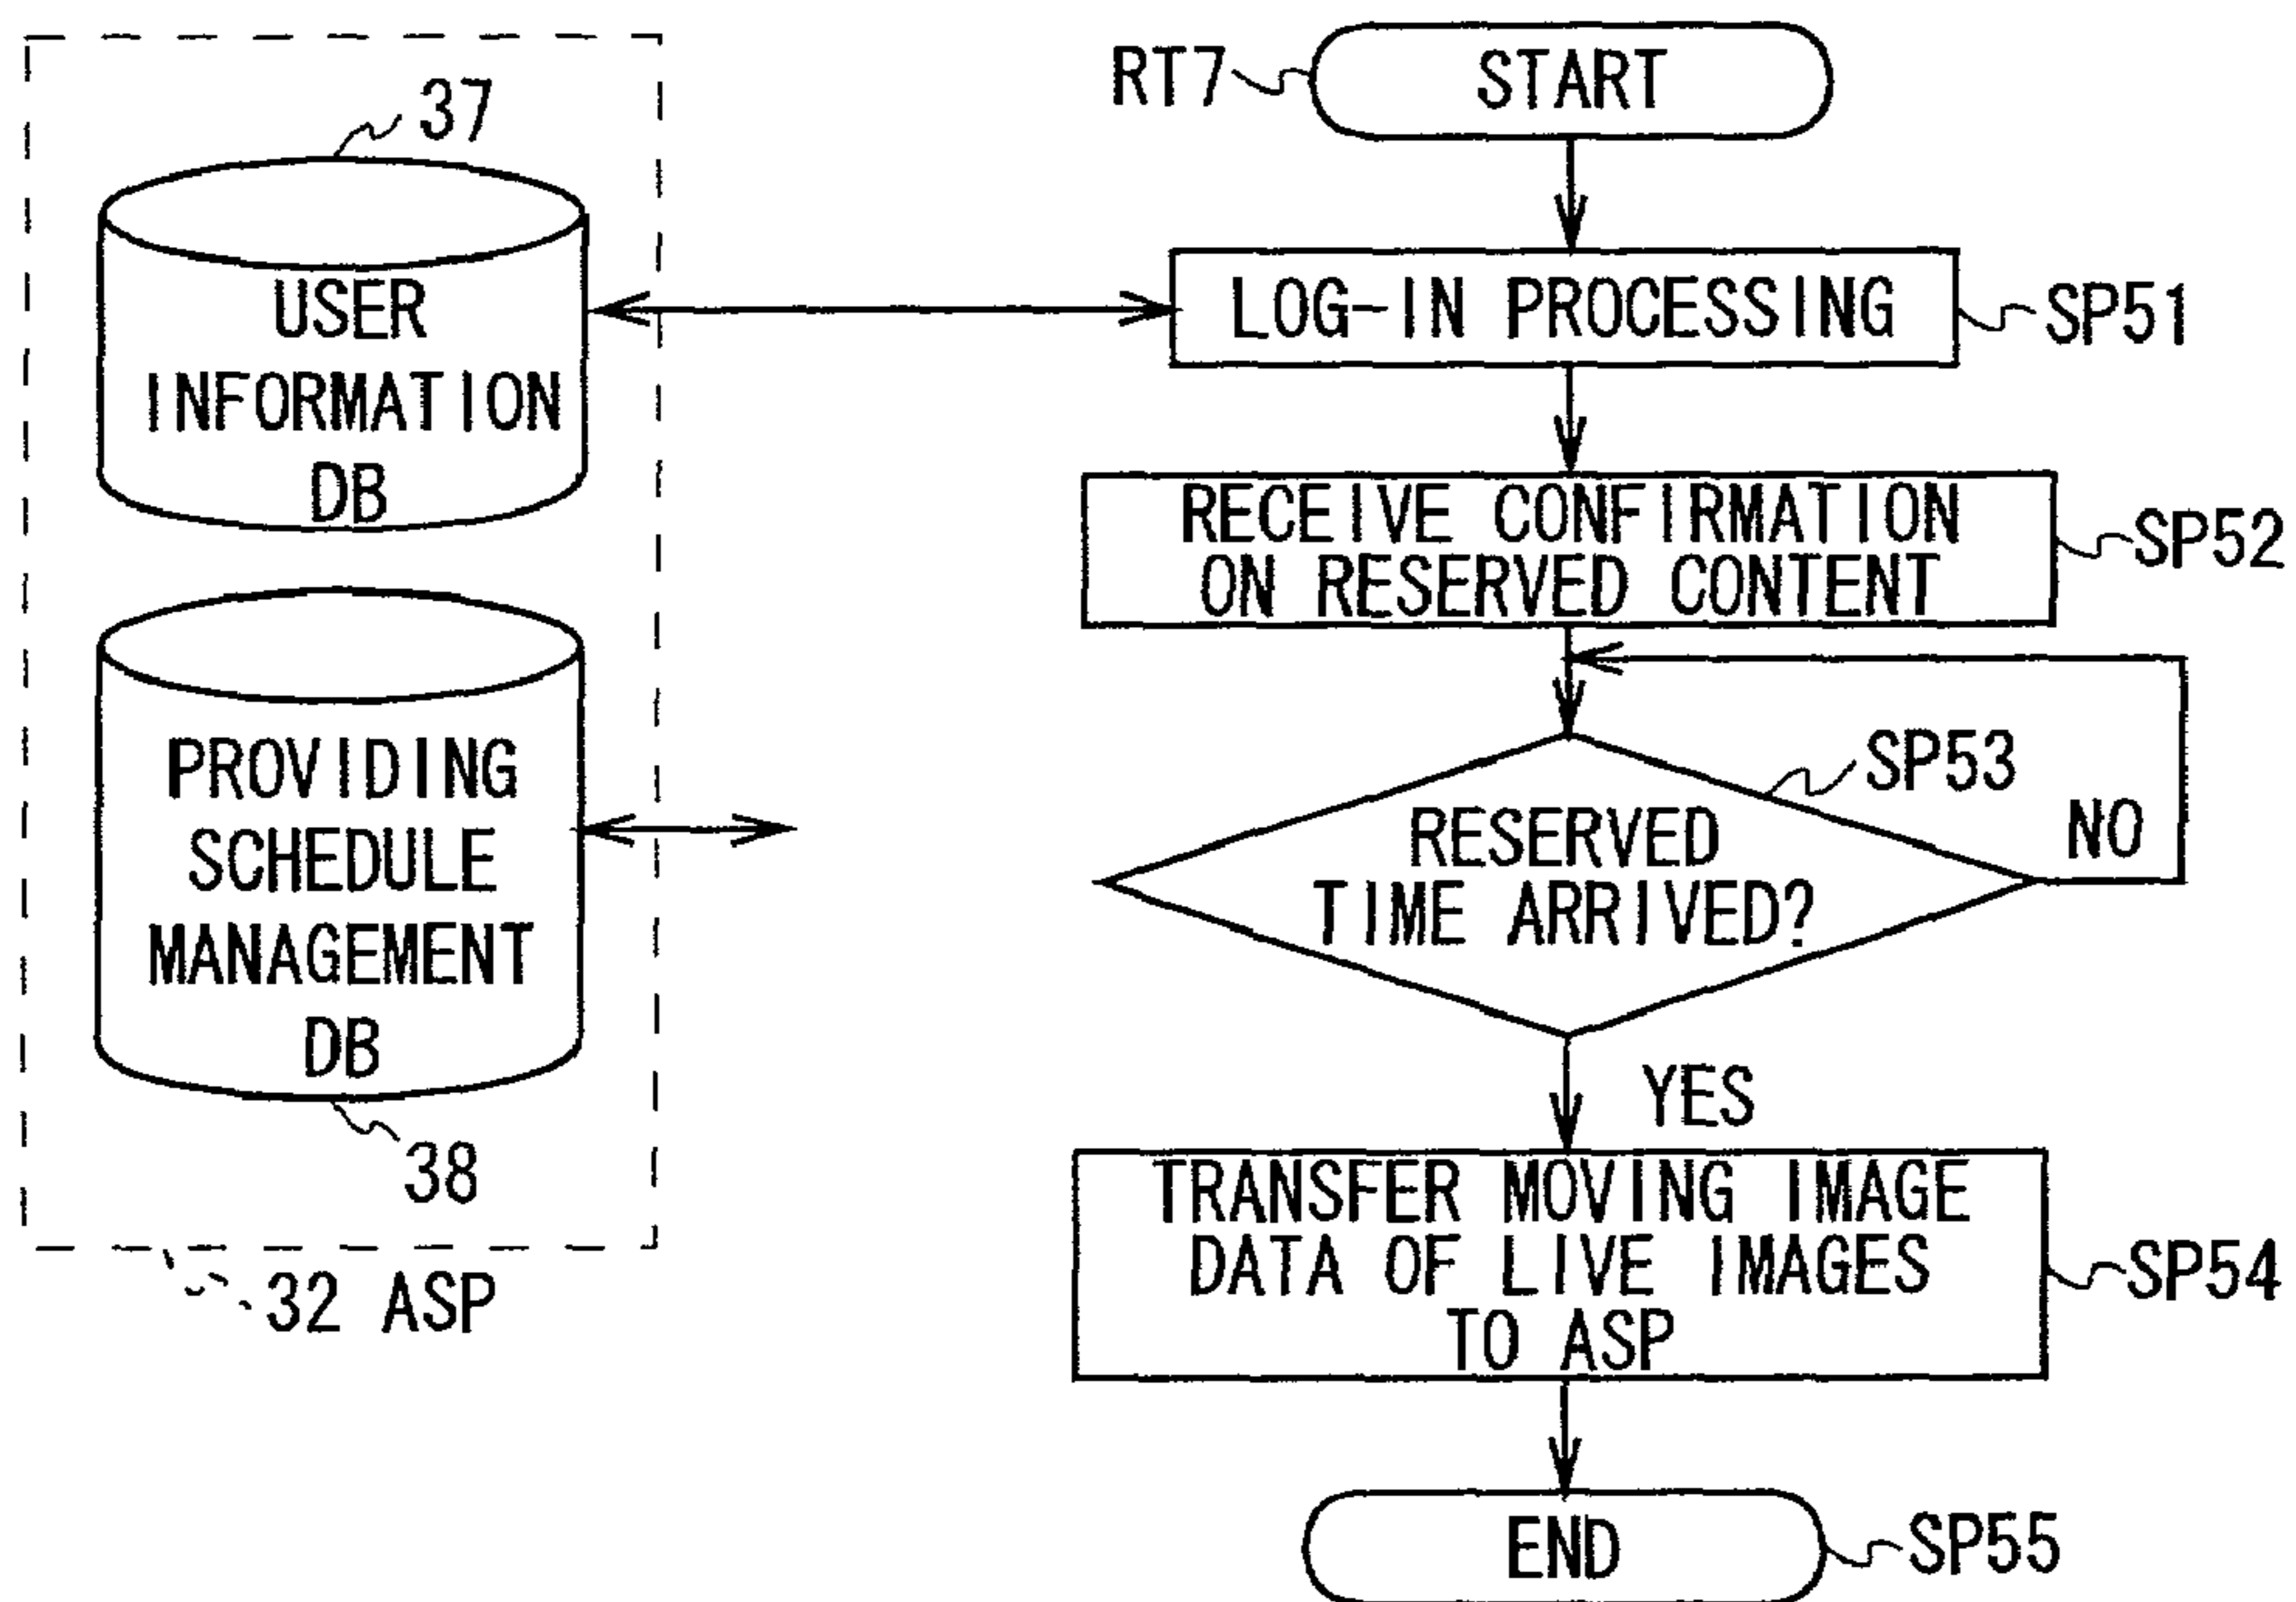 37
USER
INFORMATION
DB
PROVIDING
SCHEDULE
MANAGEMENT
DB
38
32 ASP
RT7
START
LOG-IN PROCESSING
SP51
RECEIVE CONFIRMATION
ON RESERVED CONTENT
SP52
SP53
RESERVED
TIME ARRIVED?
NO
YES
TRANSFER MOVING IMAGE
DATA OF LIVE IMAGES
TO ASP
SP54
END
SP55